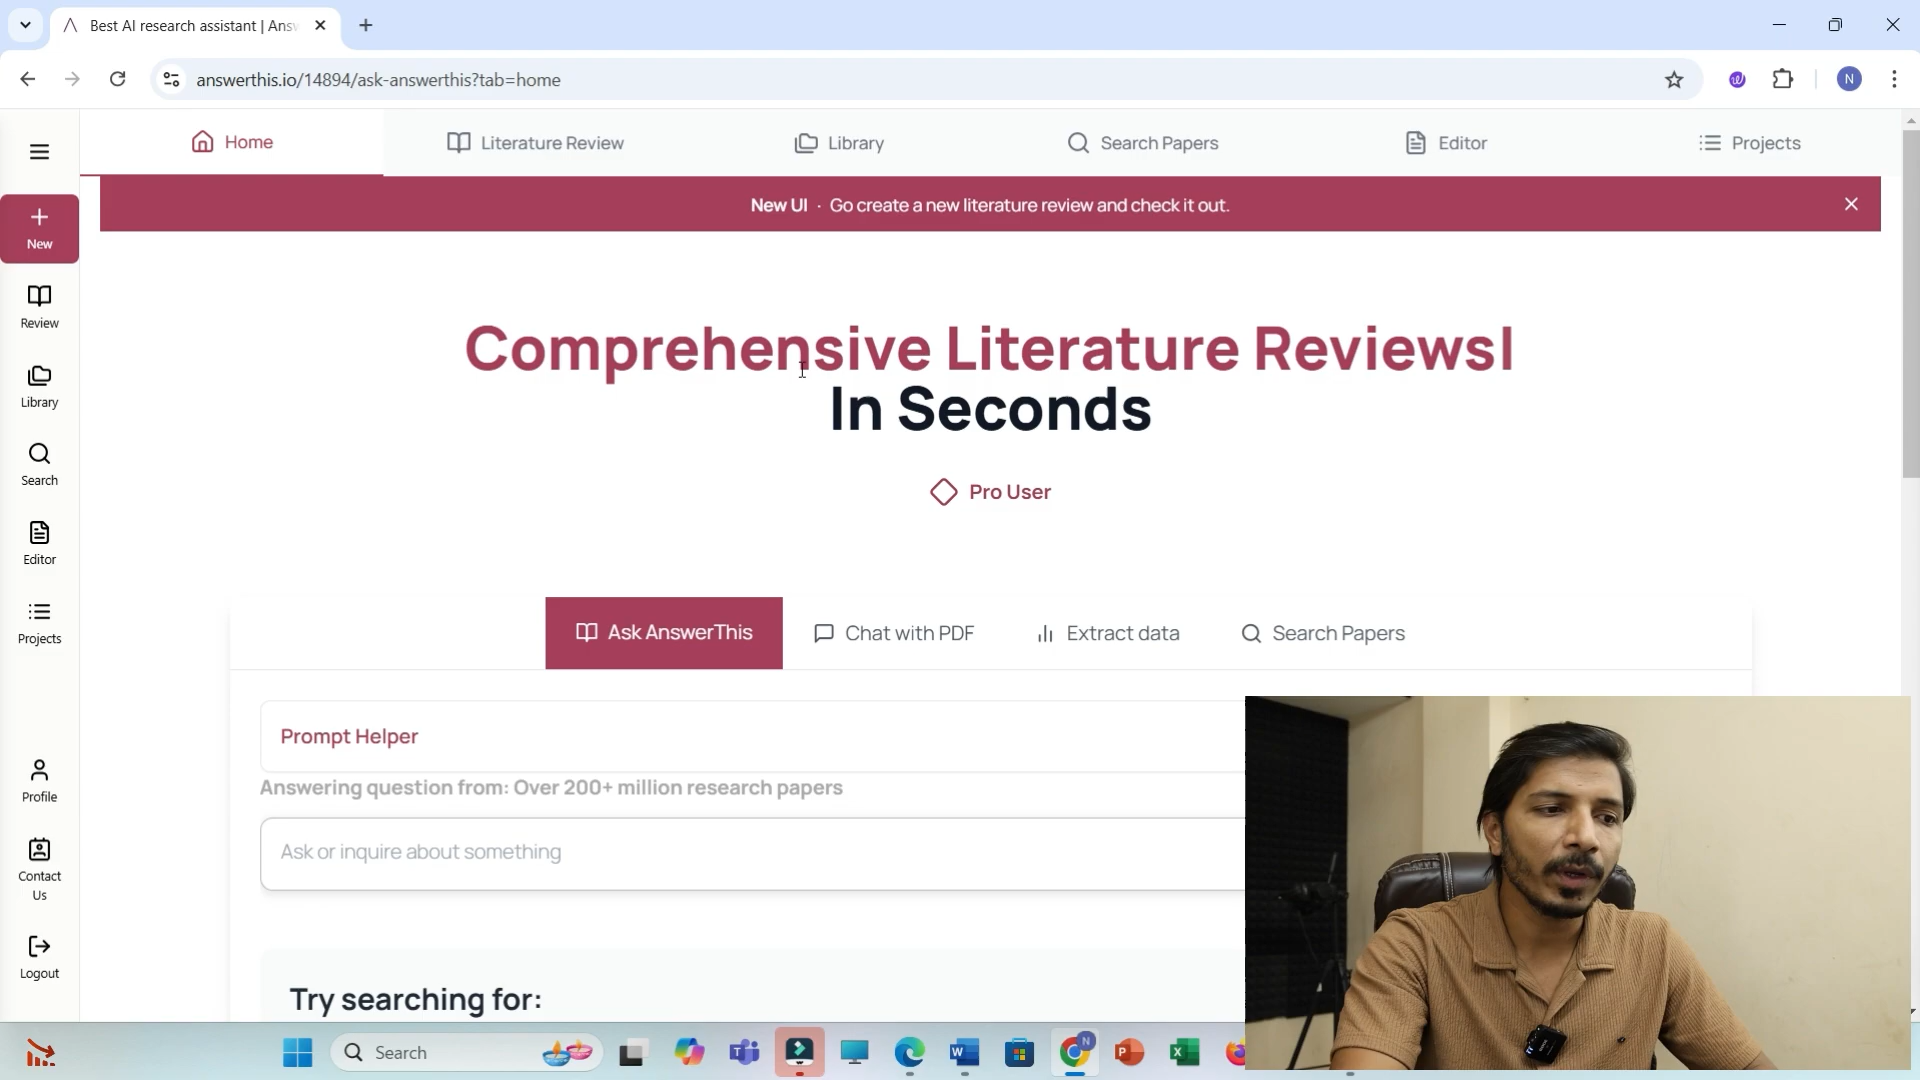 Best AI research assistant | Answ
answerthis.io/14894/ask-answerthis?tab=home
N
Home
Literature Review
Library
Search Papers
Editor
Projects
New UI · Go create a new literature review and check it out.
New
Review
Library
Search
Editor
Projects
Profile
Contact
Us
Logout
Comprehensive Literature Reviews
In Seconds
Pro User
Ask AnswerThis
Chat with PDF
Extract data
Search Papers
Prompt Helper
Answering question from: Over 200+ million research papers
Ask or inquire about something
Try searching for:
Search
N